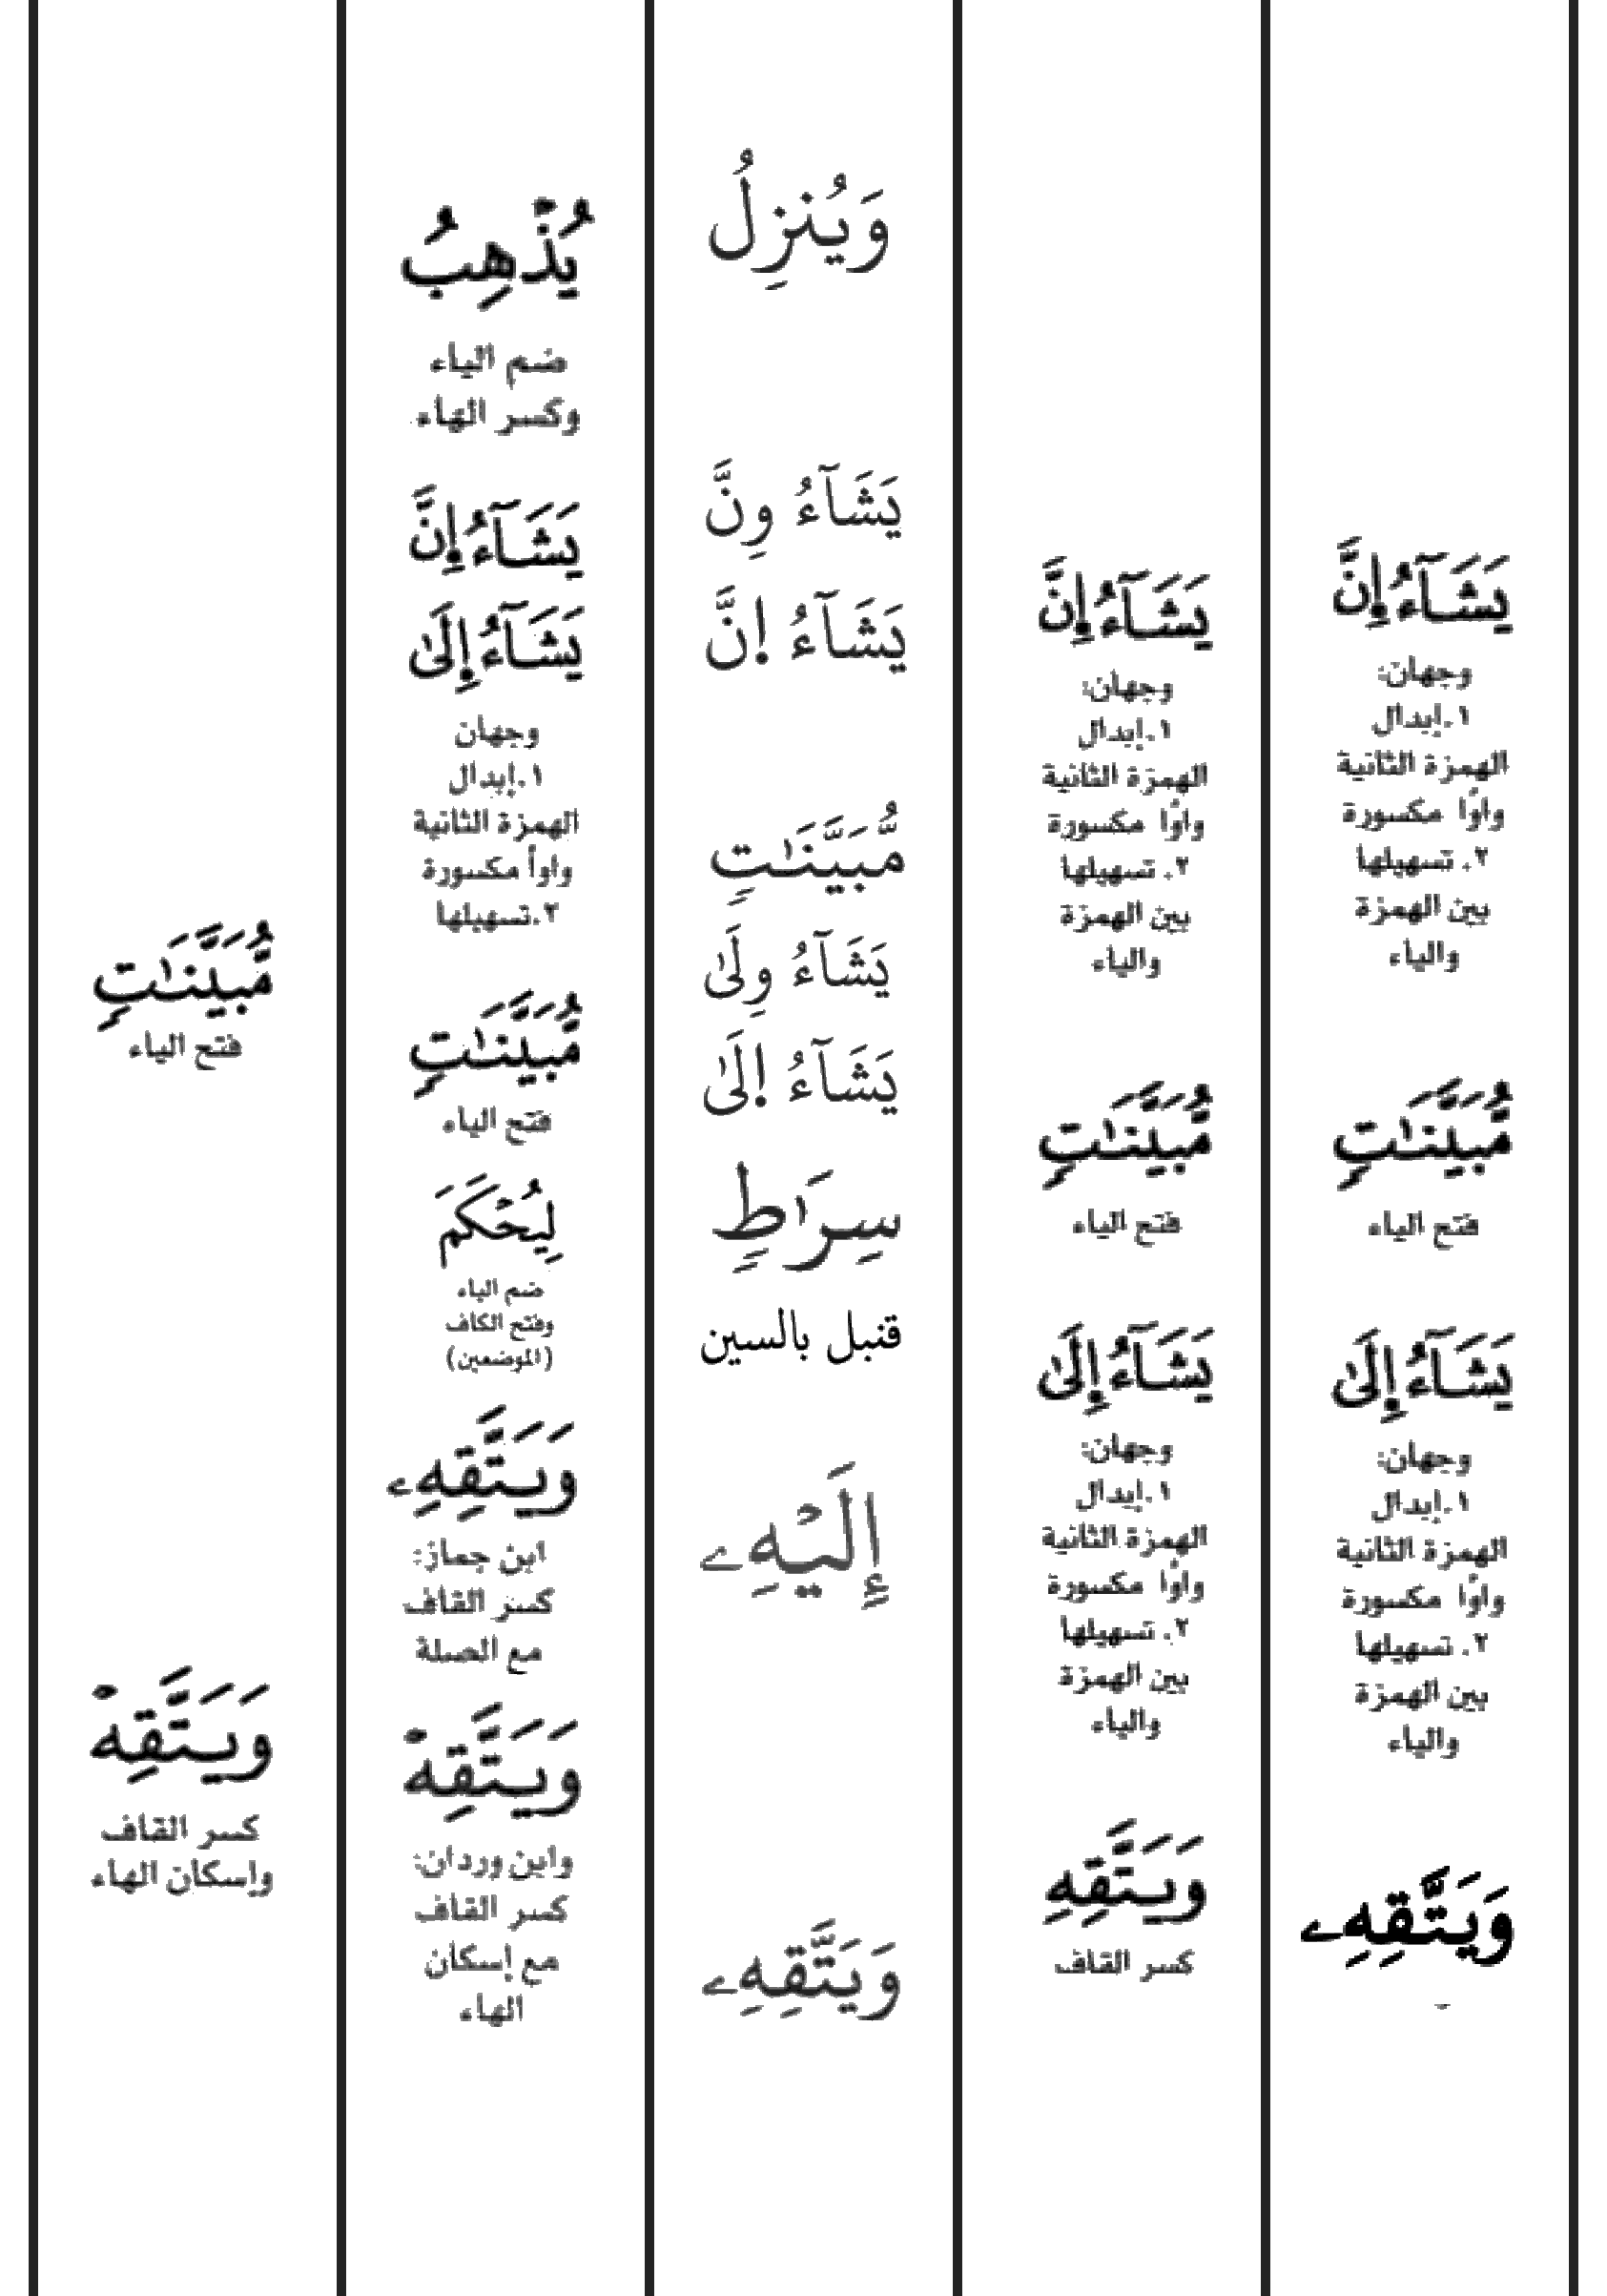 يَشَآءُ إِنَّ
وجهان:
١.إبدال
الهمزة الثانية
واوًا مكسورة
٢. تسهيلها
بين الهمزة
والياء
مُّبَيَّنَٰتٖ
فتح الياء
يَشَآءُ إِلَىٰ
وجهان:
١.إبدال
الهمزة الثانية
واوًا مكسورة
٢. تسهيلها
بين الهمزة
والياء
وَيَتَّقِهِۦ
يَشَآءُ إِنَّ
وجهان:
١.إبدال
الهمزة الثانية
واوًا مكسورة
٢. تسهيلها
بين الهمزة
والياء
مُّبَيَّنَٰتٖ
فتح الياء
يَشَآءُ إِلَىٰ
وجهان:
١.إبدال
الهمزة الثانية
واوًا مكسورة
٢. تسهيلها
بين الهمزة
والياء
وَيَتَّقِهِ
كسر القاف
وَيُنزِلُ
يَشَآءُ وِنَّ
يَشَآءُ اِ۬نَّ
مُّبَيَّنَٰتٖ
يَشَآءُ وِلَىٰ
يَشَآءُ اِ۬لَىٰ
سِرَٰطٖ
قنبل بالسين
إِلَيۡهِۦ
وَيَتَّقِهِۦ
يُذۡهِبُ
ضم الياء
وكسر الهاء
يَشَآءُ إِنَّ
يَشَآءُ إِلَىٰ
وجهان
١.إبدال
الهمزة الثانية
واواً مكسورة
٢.تسهيلها
مُّبَيَّنَٰتٖ
فتح الياء
لِيُحۡكَمَ
ضم الياء
وفتح الكاف
(الموضعين)
وَيَتَّقِهِۦ
ابن جماز:
كسر القاف
مع الصلة
وَيَتَّقِهۡ
وابن وردان:
كسر القاف
مع إسكان
الهاء
مُّبَيَّنَٰتٖ
فتح الياء
وَيَتَّقِهۡ
كسر القاف
وإسكان الهاء